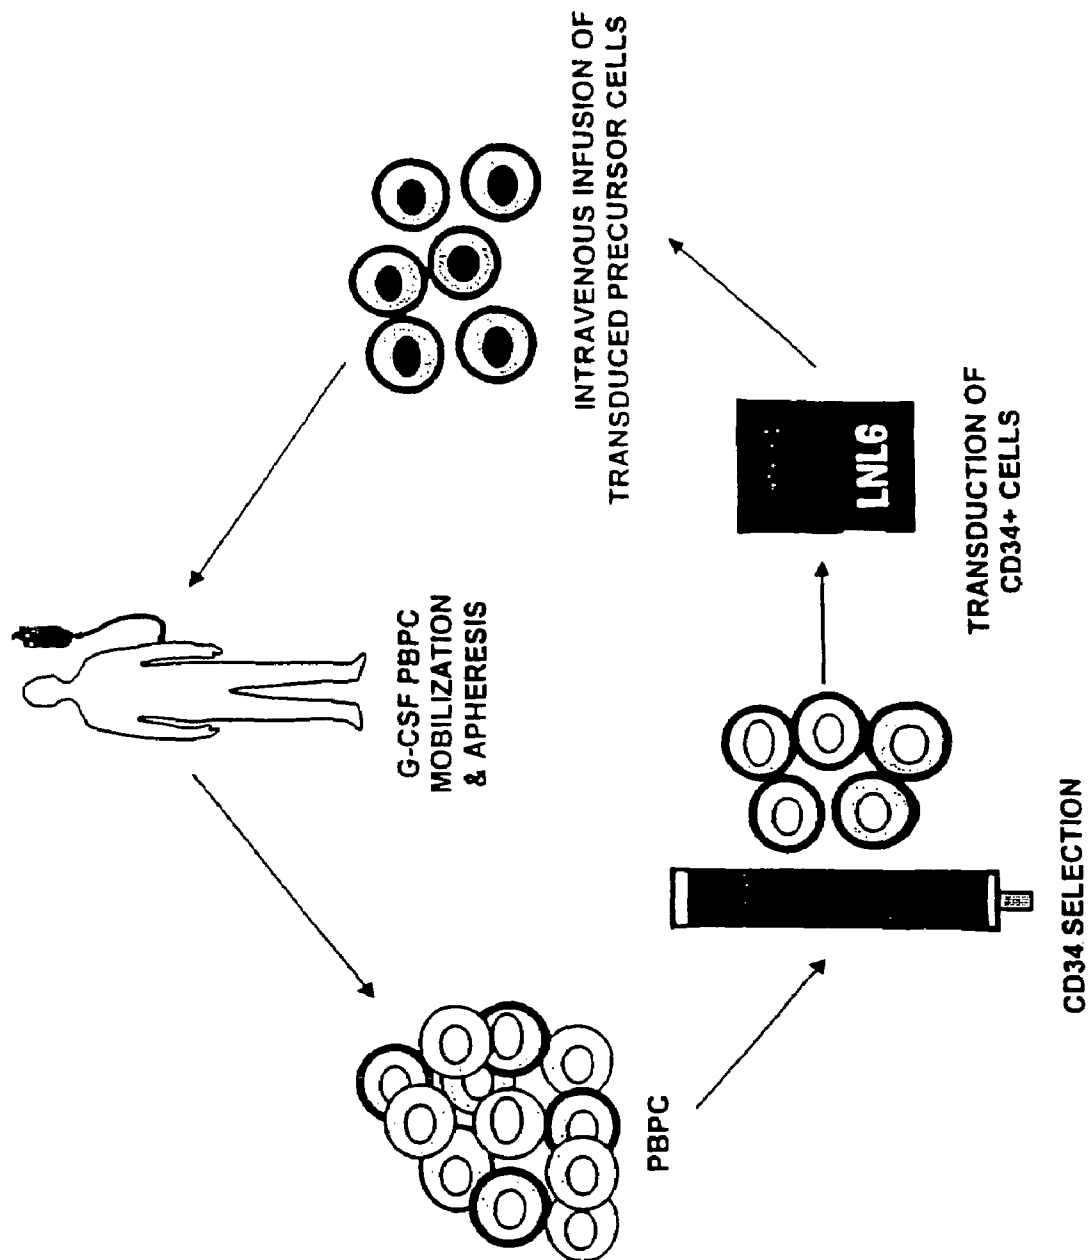 G-CSF PBPC
MOBILIZATION
& APHERESIS
PBPC
CD34 SELECTION
LNL6
TRANSDUCTION OF
CD34+ CELLS
INTRAVENOUS INFUSION OF
TRANSDUCED PRECURSOR CELLS